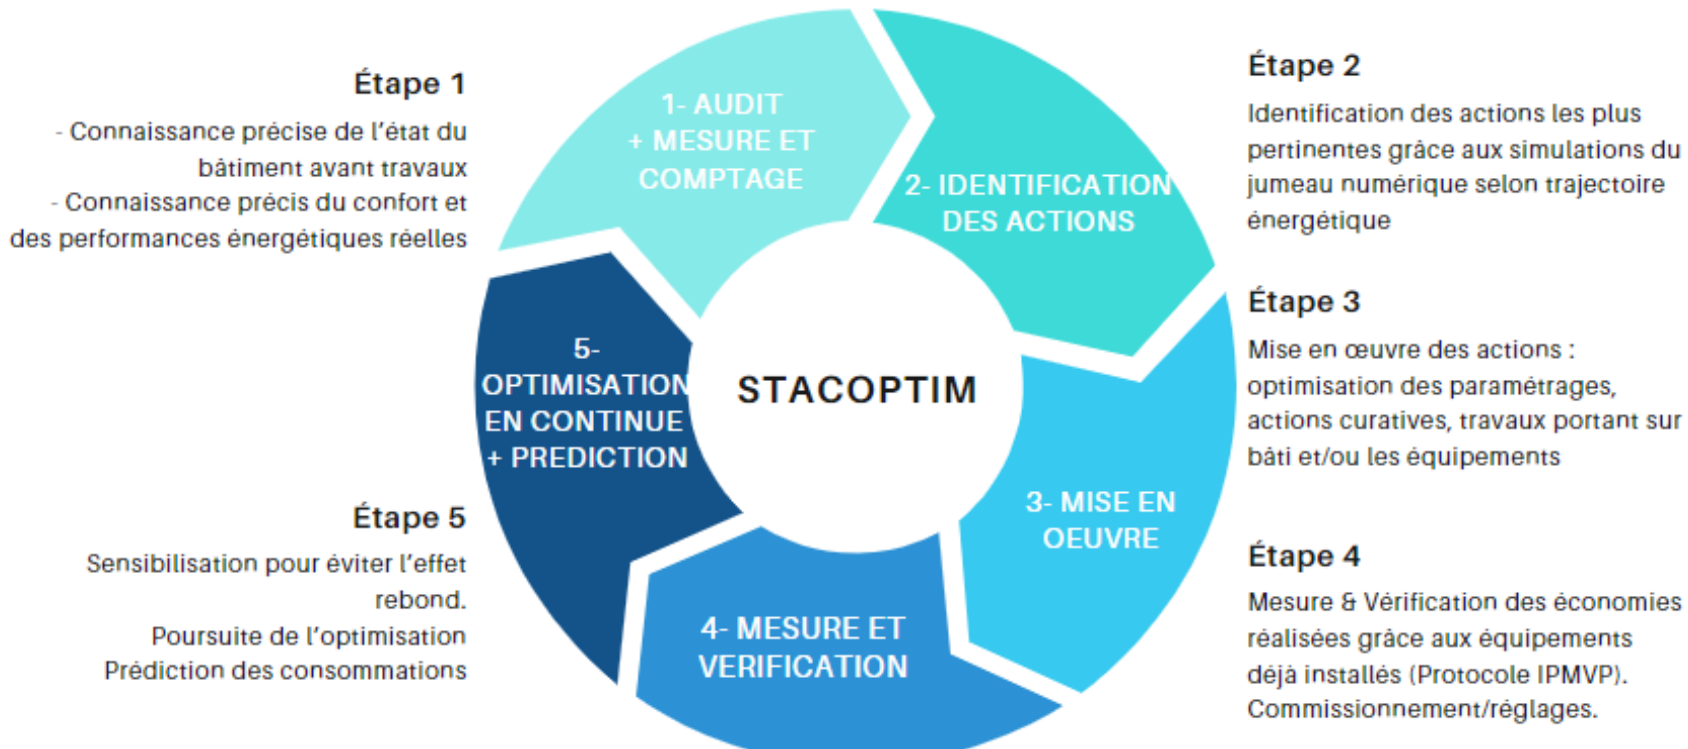 Étape 1
- Connaissance précise de l'état du
bâtiment avant travaux
- Connaissance précis du confort et
des performances énergétiques réelles
1- AUDIT
+ MESURE ET
COMPTAGE
2- IDENTIFICATION
DES ACTIONS
Étape 2
Identification des actions les plus
pertinentes grâce aux simulations du
jumeau numérique selon trajectoire
énergétique
Étape 3
Mise en œuvre des actions :
optimisation des paramétrages,
actions curatives, travaux portant sur
bâti et/ou les équipements
3- MISE EN
OEUVRE
STACOPTIM
Étape 4
Mesure & Vérification des économies
réalisées grâce aux équipements
déjà installés (Protocole IPMVP).
Commissionnement/réglages.
4- MESURE ET
VERIFICATION
5-
OPTIMISATION
EN CONTINUE
+ PREDICTION
Étape 5
Sensibilisation pour éviter l'effet
rebond.
Poursuite de l'optimisation
Prédiction des consommations